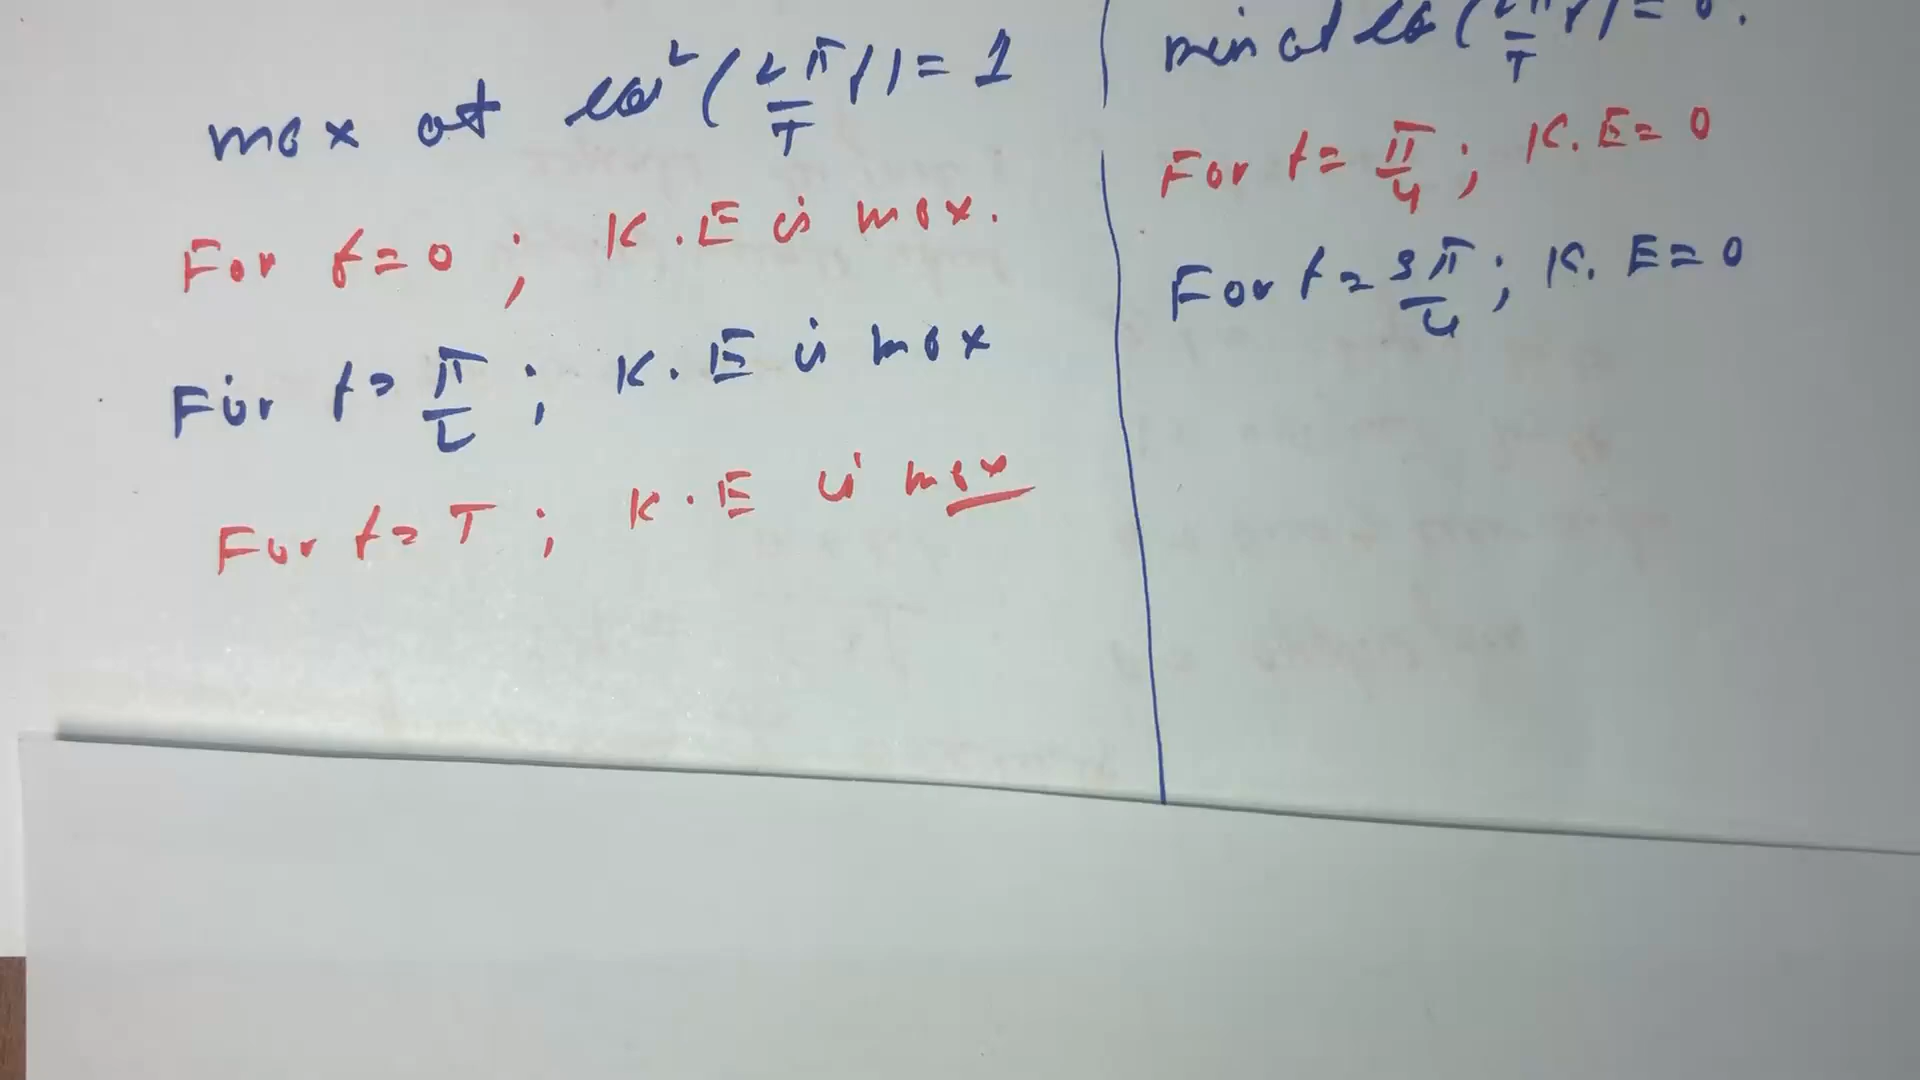 max at cos²(2π/T t) = 1
For t = 0 ; K.E is max.
For t = π/2 ; K.E is max
For t = T ; K.E is max
min at cos(2π/T t) = 0.
For t = π/4 ; K.E = 0
For t = 3π/4 ; K.E = 0